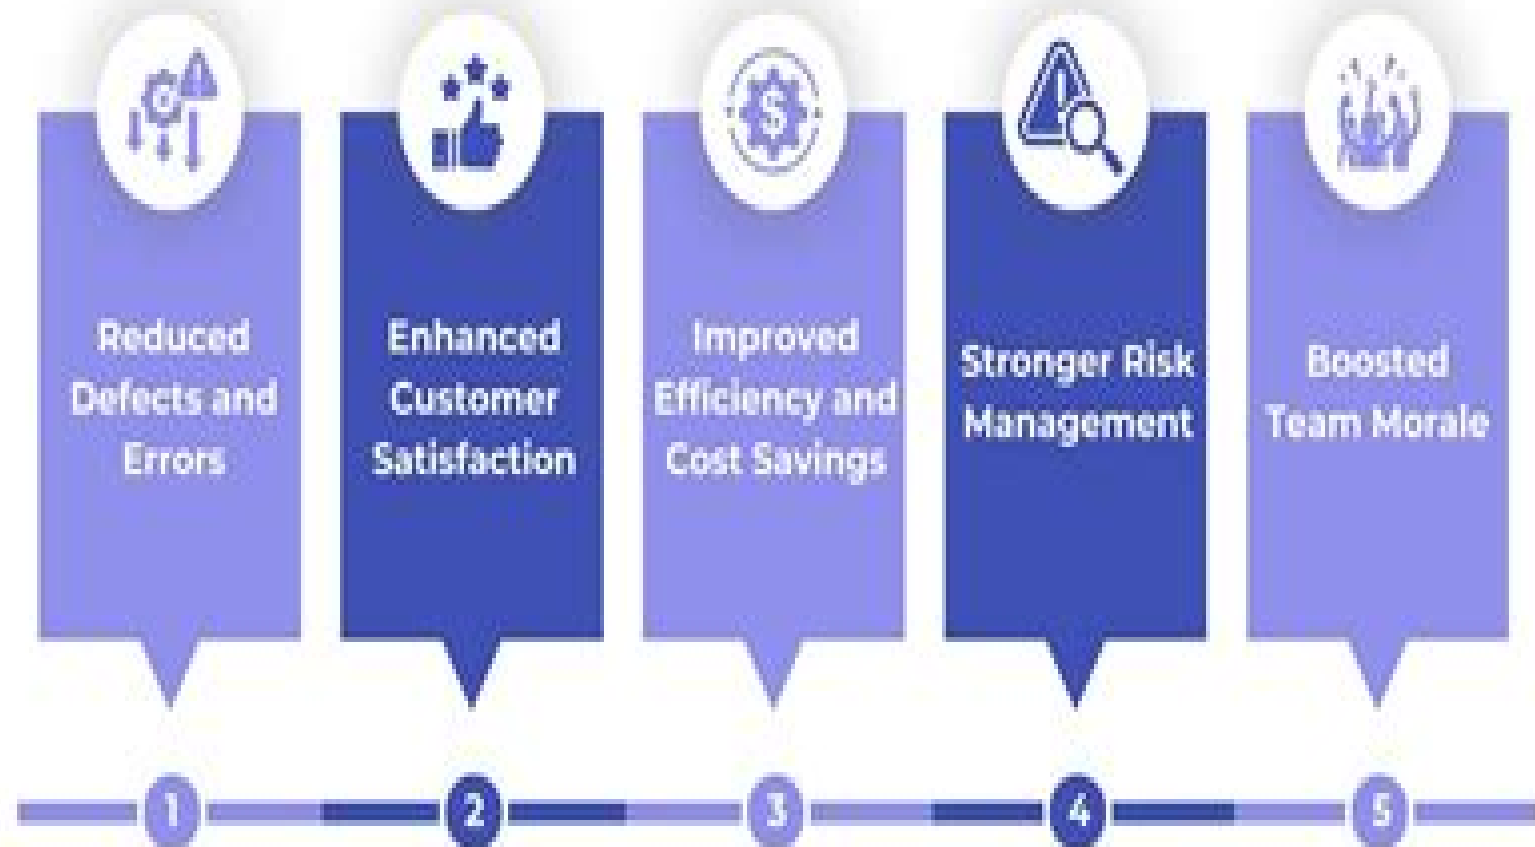 Reduced
Defects and
Errors
Enhanced
Customer
Satisfaction
Improved
Efficiency and
Cost Savings
Stronger Risk
Management
Boosted
Team Morale
1
2
3
4
5